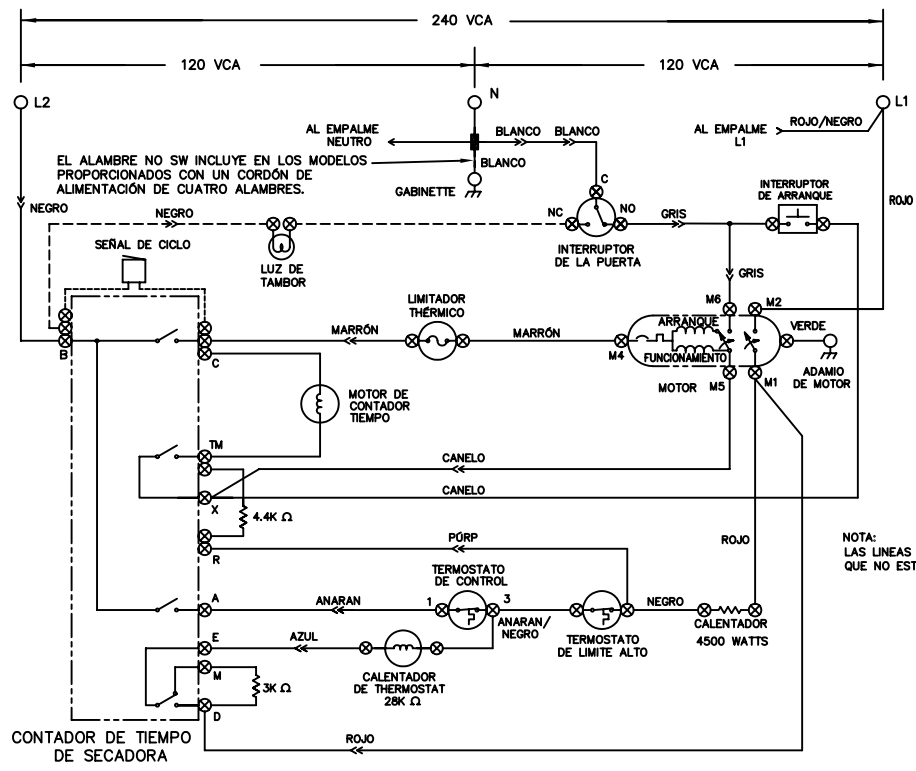 240 VCA
120 VCA
120 VCA
L2
N
L1
AL EMPALME
NEUTRO
BLANCO
BLANCO
AL EMPALME
L1
ROJO/NEGRO
EL ALAMBRE NO SW INCLUYE EN LOS MODELOS
PROPORCIONADOS CON UN CORDÓN DE
ALIMENTACIÓN DE CUATRO ALAMBRES.
BLANCO
GABINETTE
C
INTERRUPTOR
DE ARRANQUE
NEGRO
NEGRO
ROJO
NC
NO
GRIS
SEÑAL DE CICLO
LUZ DE
TAMBOR
INTERRUPTOR
DE LA PUERTA
GRIS
M6
M2
LIMITADOR
THÉRMICO
ARRANQUE
VERDE
MARRÓN
MARRÓN
B
C
M4
FUNCIONAMIENTO
ADAMIO
DE MOTOR
MOTOR
M5
M1
MOTOR DE
CONTADOR
TIEMPO
TM
CANELO
CANELO
X
4.4K Ω
R
PÚRP
ROJO
NOTA:
LAS LINEAS
QUE NO EST
TERMOSTATO
DE CONTROL
A
ANARAN
1
3
ANARAN/
NEGRO
NEGRO
TERMOSTATO
DE LIMITE ALTO
CALENTADOR
4500 WATTS
E
AZUL
M
3K Ω
CALENTADOR
DE THERMOSTAT
28K Ω
D
CONTADOR DE TIEMPO
DE SECADORA
ROJO